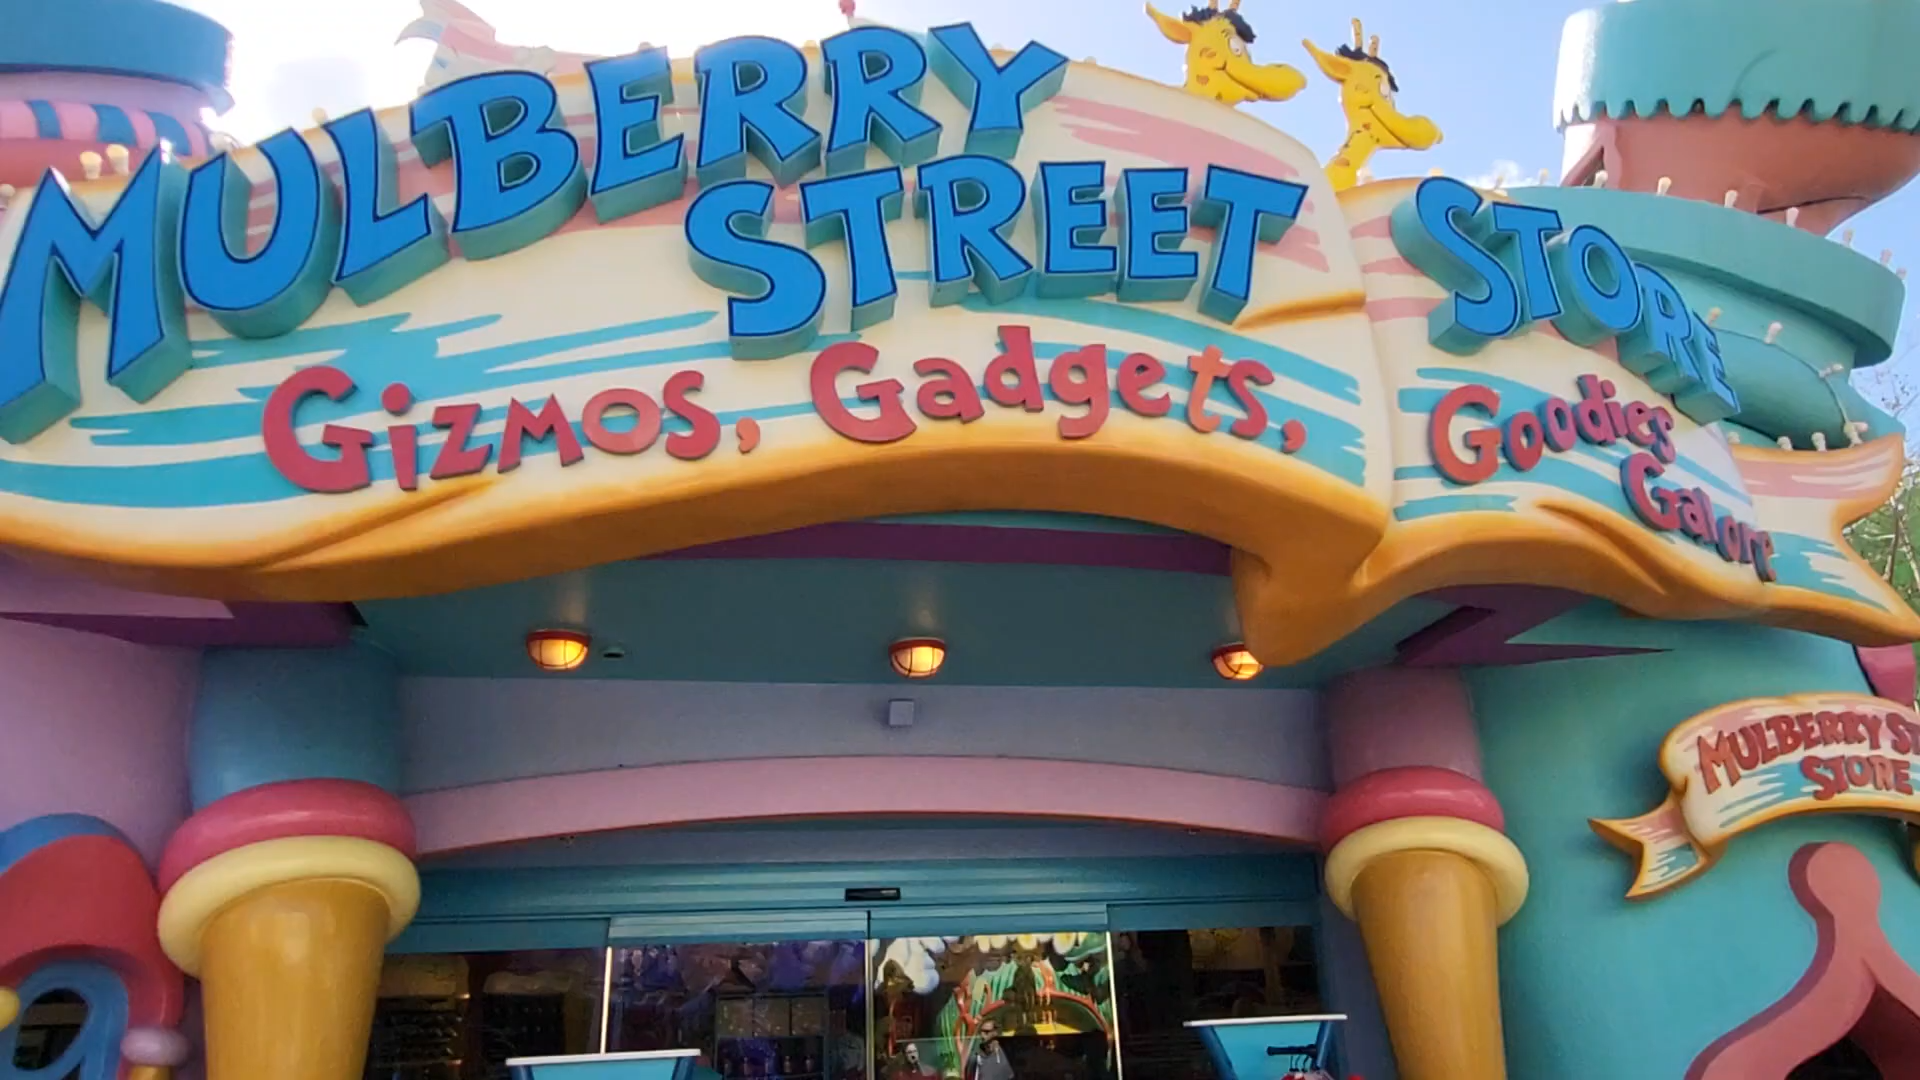 MULBERRY
STREET STORE
Gizmos, Gadgets, Goodies
Galore
MULBERRY ST
STORE